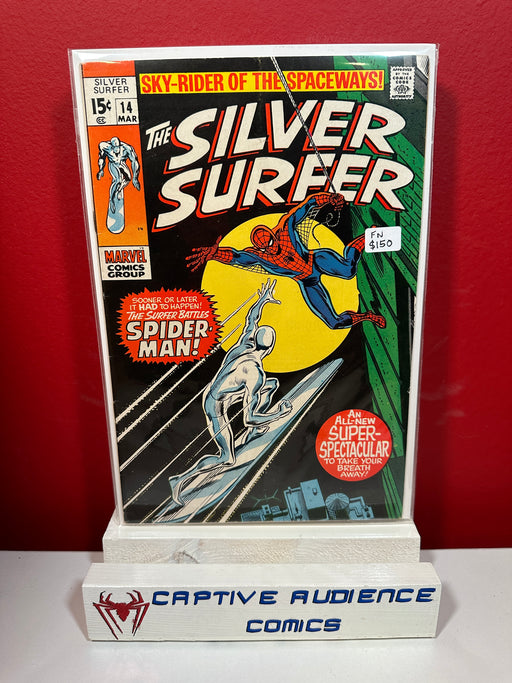 SILVER
SURFER
15¢
14
MAR
SKY-RIDER OF THE SPACEWAYS!
APPROVED
BY THE
COMICS
CODE
AUTHORITY
THE SILVER
SURFER
MARVEL
COMICS
GROUP
FN
$150
SOONER OR LATER
IT HAD TO HAPPEN!
THE SURFER BATTLES
SPIDER-
MAN!
AN
ALL-NEW
SUPER-
SPECTACULAR
TO TAKE YOUR
BREATH
AWAY!
CAPTIVE AUDIENCE
COMICS